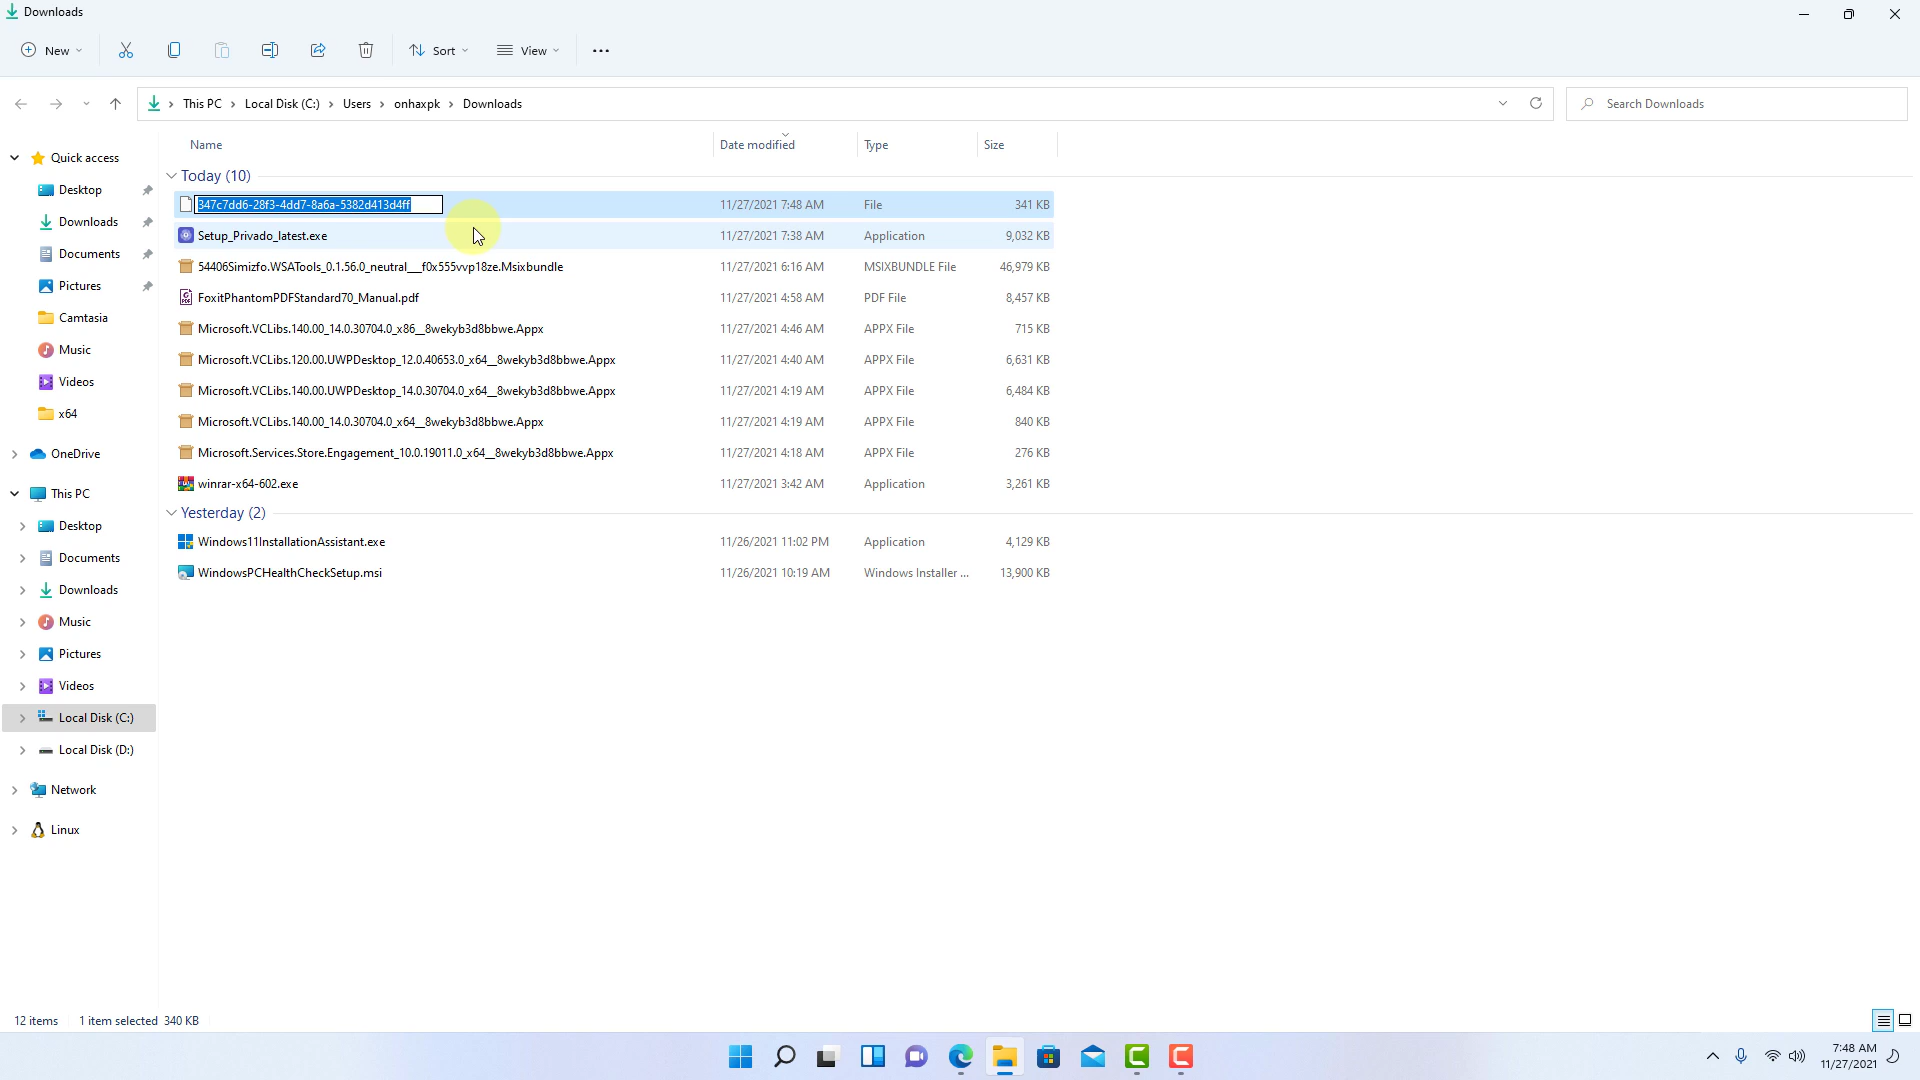 Downloads
New
Sort
View
This PC
Local Disk (C:)
Users
onhaxpk
Downloads
Search Downloads
Name
Date modified
Type
Size
Quick access
Desktop
Downloads
Documents
Pictures
Camtasia
Music
Videos
x64
OneDrive
This PC
Desktop
Documents
Downloads
Music
Pictures
Videos
Local Disk (C:)
Local Disk (D:)
Network
Linux
Today (10)
347c7dd6-28f3-4dd7-8a6a-5382d413d4ff 11/27/2021 7:48 AM File 341 KB
Setup_Privado_latest.exe 11/27/2021 7:38 AM Application 9,032 KB
54406Simizfo.WSATools_0.1.56.0_neutral__f0x555vvp18ze.Msixbundle 11/27/2021 6:16 AM MSIXBUNDLE File 46,979 KB
FoxitPhantomPDFStandard70_Manual.pdf 11/27/2021 4:58 AM PDF File 8,457 KB
Microsoft.VCLibs.140.00_14.0.30704.0_x86__8wekyb3d8bbwe.Appx 11/27/2021 4:46 AM APPX File 715 KB
Microsoft.VCLibs.120.00.UWPDesktop_12.0.40653.0_x64__8wekyb3d8bbwe.Appx 11/27/2021 4:40 AM APPX File 6,631 KB
Microsoft.VCLibs.140.00.UWPDesktop_14.0.30704.0_x64__8wekyb3d8bbwe.Appx 11/27/2021 4:19 AM APPX File 6,484 KB
Microsoft.VCLibs.140.00_14.0.30704.0_x64__8wekyb3d8bbwe.Appx 11/27/2021 4:19 AM APPX File 840 KB
Microsoft.Services.Store.Engagement_10.0.19011.0_x64__8wekyb3d8bbwe.Appx 11/27/2021 4:18 AM APPX File 276 KB
winrar-x64-602.exe 11/27/2021 3:42 AM Application 3,261 KB
Yesterday (2)
Windows11InstallationAssistant.exe 11/26/2021 11:02 PM Application 4,129 KB
WindowsPCHealthCheckSetup.msi 11/26/2021 10:19 AM Windows Installer ... 13,900 KB
12 items 1 item selected 340 KB
7:48 AM
11/27/2021